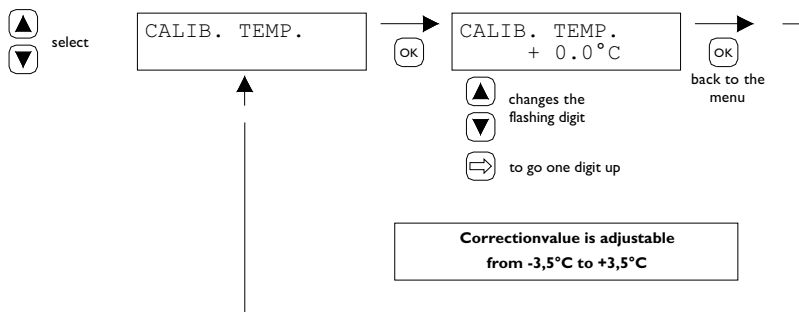 select
CALIB. TEMP.
OK
CALIB. TEMP.
+ 0.0°C
OK
back to the
menu
changes the
flashing digit
to go one digit up
Correctionvalue is adjustable
from -3,5°C to +3,5°C